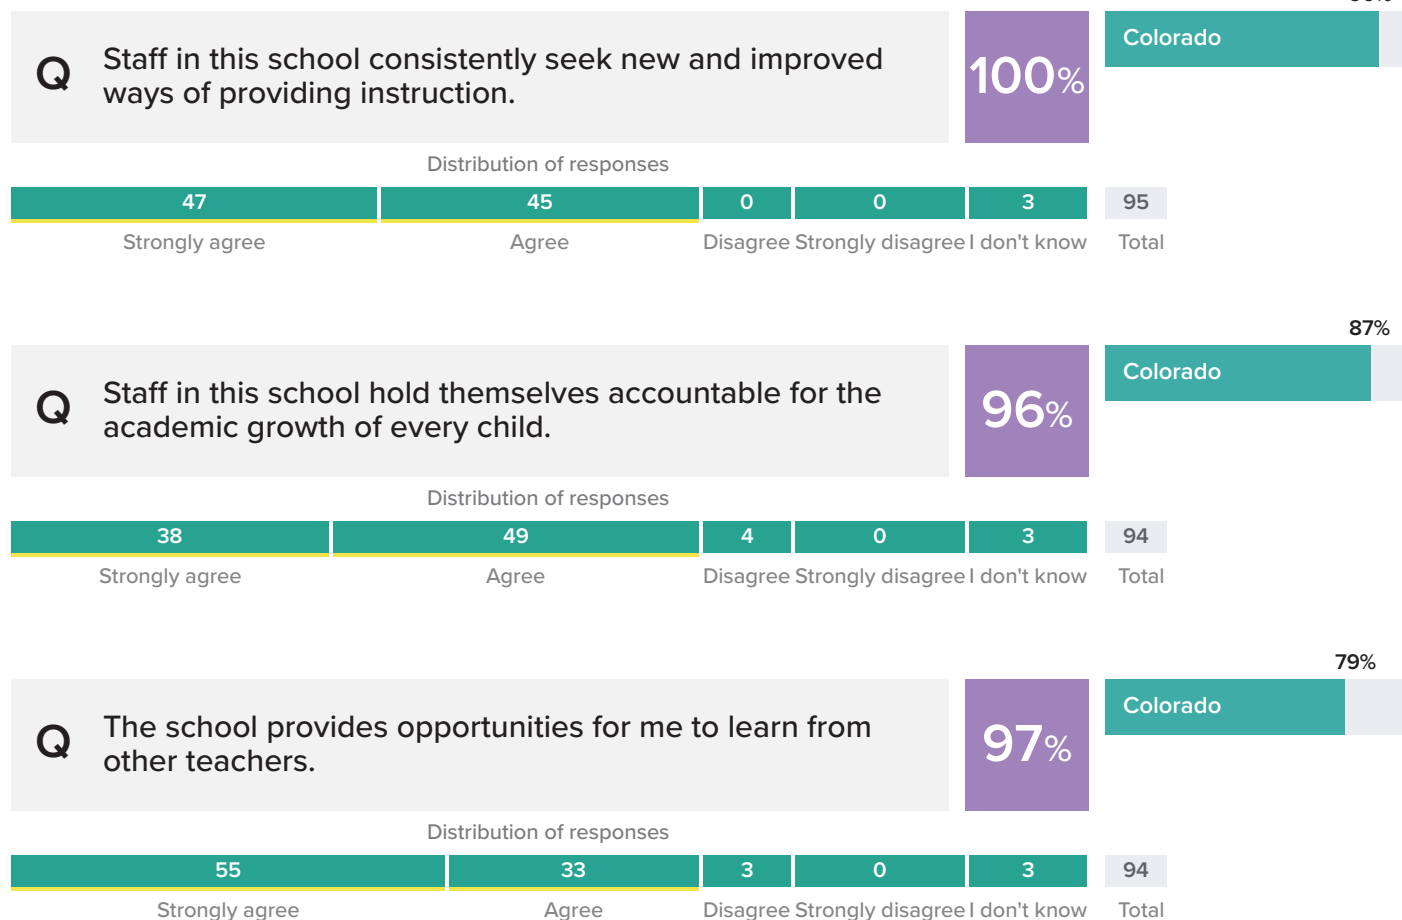 Q
Staff in this school consistently seek new and improved
ways of providing instruction.
100%
Colorado
Distribution of responses
47 45 0 0 3 95
Strongly agree Agree Disagree Strongly disagree I don't know Total
87%
Q
Staff in this school hold themselves accountable for the
academic growth of every child.
96%
Colorado
Distribution of responses
38 49 4 0 3 94
Strongly agree Agree Disagree Strongly disagree I don't know Total
79%
Q
The school provides opportunities for me to learn from
other teachers.
97%
Colorado
Distribution of responses
55 33 3 0 3 94
Strongly agree Agree Disagree Strongly disagree I don't know Total